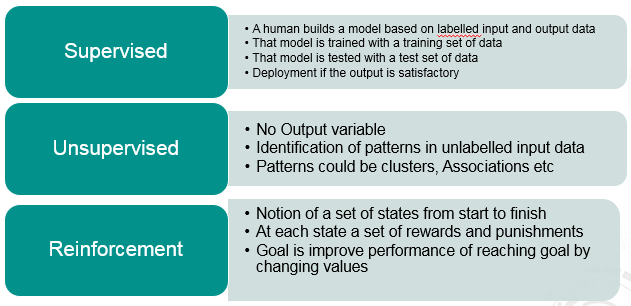 Supervised
• A human builds a model based on labelled input and output data
• That model is trained with a training set of data
• That model is tested with a test set of data
• Deployment if the output is satisfactory
Unsupervised
• No Output variable
• Identification of patterns in unlabelled input data
• Patterns could be clusters, Associations etc
Reinforcement
• Notion of a set of states from start to finish
• At each state a set of rewards and punishments
• Goal is improve performance of reaching goal by
changing values